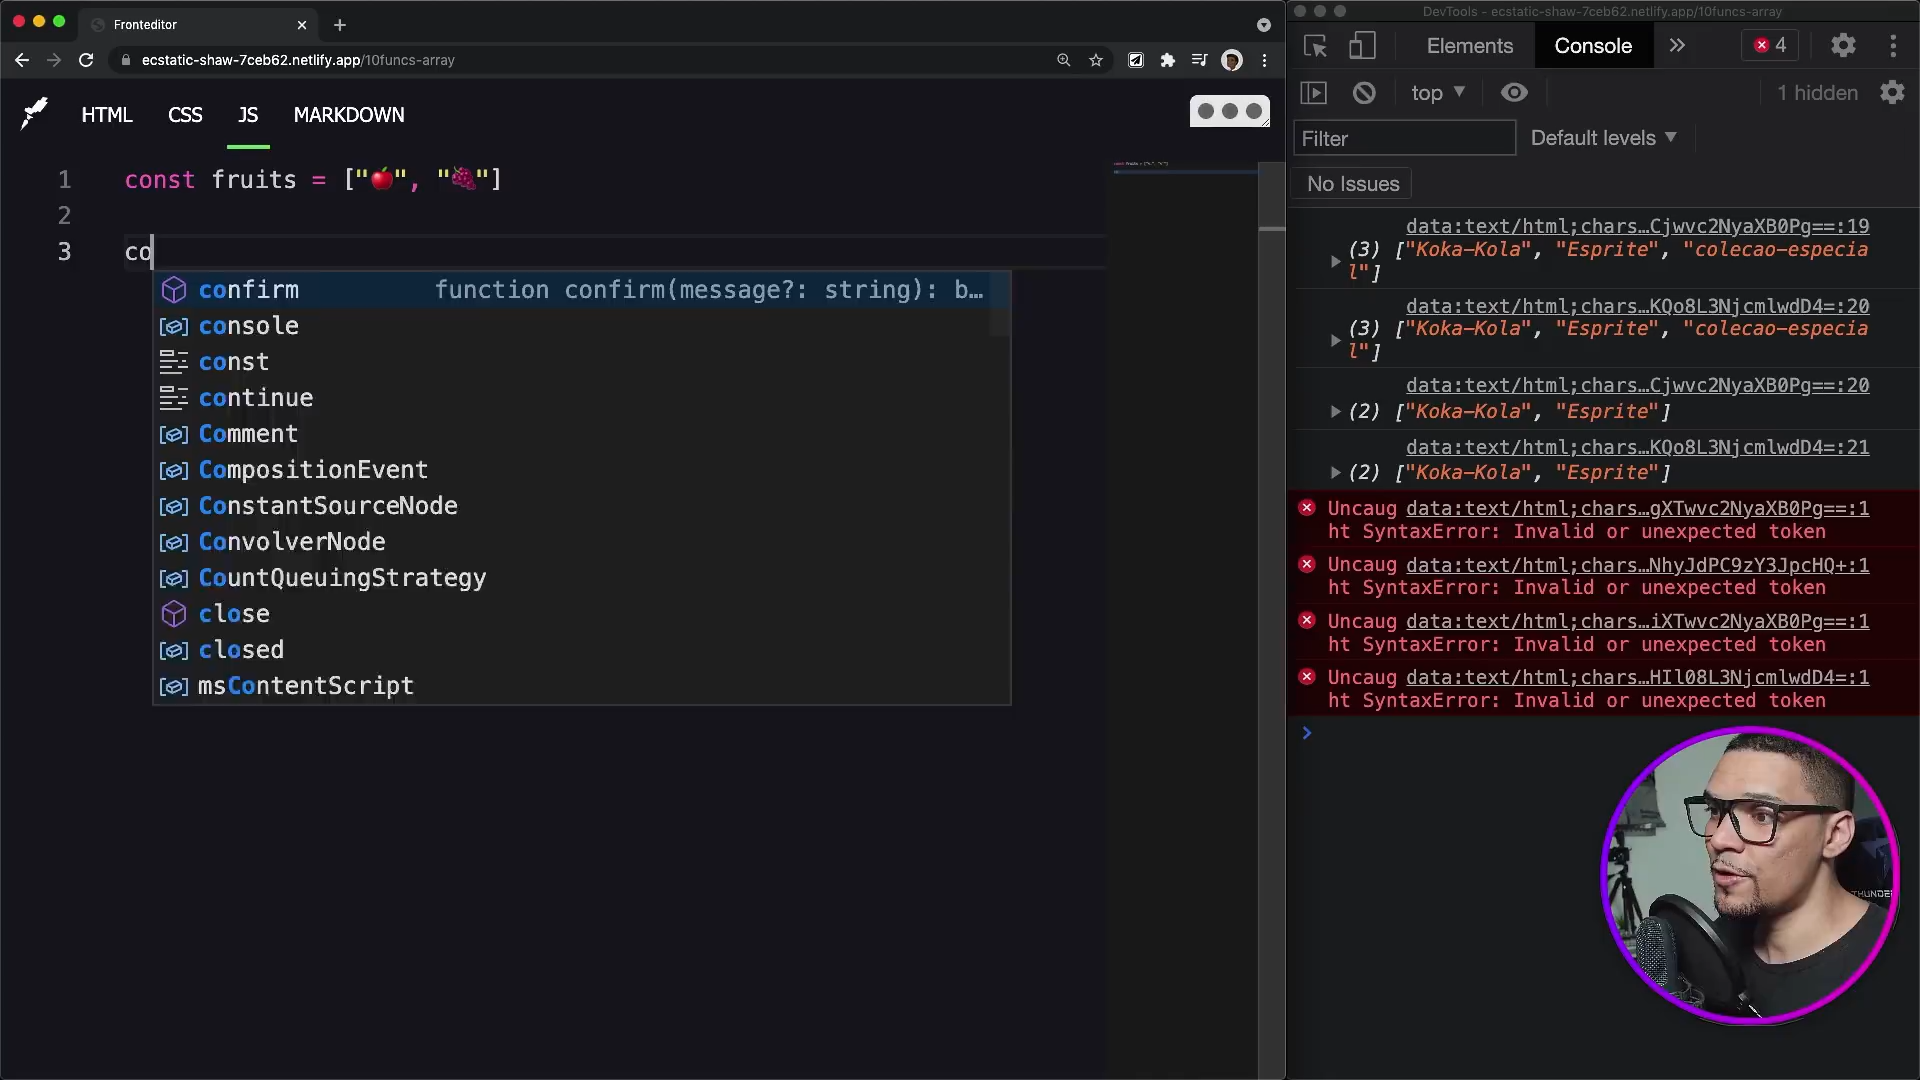 Fronteditor
ecstatic-shaw-7ceb62.netlify.app/10funcs-array
HTML CSS JS MARKDOWN
1 const fruits = ["🍎", "🍇"]
2
3 co
confirm function confirm(message?: string): b…
console
const
continue
Comment
CompositionEvent
ConstantSourceNode
ConvolverNode
CountQueuingStrategy
close
closed
msContentScript
DevTools - ecstatic-shaw-7ceb62.netlify.app/10funcs-array
Elements Console 4
top 1 hidden
Filter Default levels
No Issues
data:text/html;chars…Cjwvc2NyaXB0Pg==:19
(3) ["Koka-Kola", "Esprite", "colecao-especia
l"]
data:text/html;chars…KQo8L3NjcmlwdD4=:20
(3) ["Koka-Kola", "Esprite", "colecao-especia
l"]
data:text/html;chars…Cjwvc2NyaXB0Pg==:20
(2) ["Koka-Kola", "Esprite"]
data:text/html;chars…KQo8L3NjcmlwdD4=:21
(2) ["Koka-Kola", "Esprite"]
Uncaug data:text/html;chars…gXTwvc2NyaXB0Pg==:1
ht SyntaxError: Invalid or unexpected token
Uncaug data:text/html;chars…NhyJdPC9zY3JpcHQ+:1
ht SyntaxError: Invalid or unexpected token
Uncaug data:text/html;chars…iXTwvc2NyaXB0Pg==:1
ht SyntaxError: Invalid or unexpected token
Uncaug data:text/html;chars…HIl08L3NjcmlwdD4=:1
ht SyntaxError: Invalid or unexpected token
THUNDER